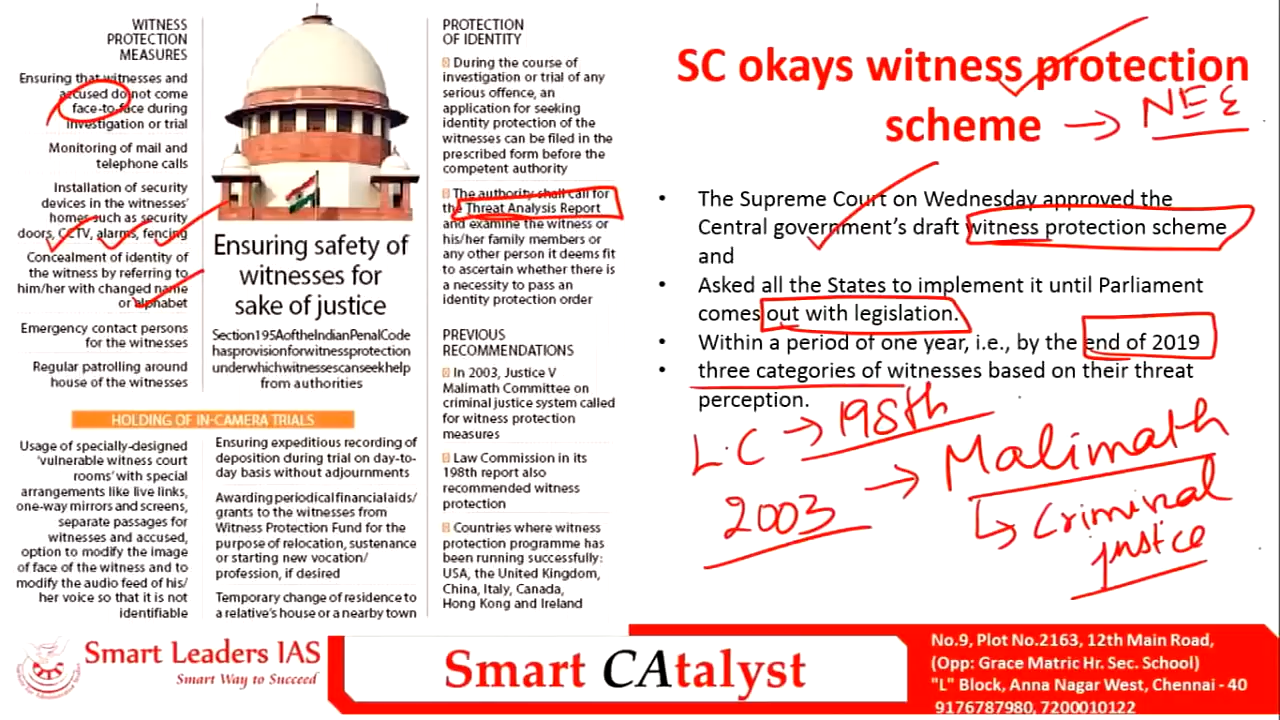 WITNESS
PROTECTION
MEASURES
Ensuring that witnesses and
accused do not come
face-to-face during
investigation or trial
Monitoring of mail and
telephone calls
Installation of security
devices in the witnesses'
homes such as security
doors, CCTV, alarms, fencing
Concealment of identity of
the witness by referring to
him/her with changed name
or alphabet
Emergency contact persons
for the witnesses
Regular patrolling around
house of the witnesses
Ensuring safety of
witnesses for
sake of justice
Section195AoftheIndianPenalCode
hasprovisionforwitnessprotection
underwhichwitnessescanseekhelp
from authorities
HOLDING OF IN-CAMERA TRIALS
Usage of specially-designed
'vulnerable witness court
rooms' with special
arrangements like live links,
one-way mirrors and screens,
separate passages for
witnesses and accused,
option to modify the image
of face of the witness and to
modify the audio feed of his/
her voice so that it is not
identifiable
Ensuring expeditious recording of
deposition during trial on day-to-
day basis without adjournments
Awarding periodical financial aids/
grants to the witnesses from
Witness Protection Fund for the
purpose of relocation, sustenance
or starting new vocation/
profession, if desired
Temporary change of residence to
a relative's house or a nearby town
PROTECTION
OF IDENTITY
During the course of
investigation or trial of any
serious offence, an
application for seeking
identity protection of the
witnesses can be filed in the
prescribed form before the
competent authority
The authority shall call for
the Threat Analysis Report
and examine the witness or
his/her family members or
any other person it deems fit
to ascertain whether there is
a necessity to pass an
identity protection order
PREVIOUS
RECOMMENDATIONS
In 2003, Justice V
Malimath Committee on
criminal justice system called
for witness protection
measures
Law Commission in its
198th report also
recommended witness
protection
Countries where witness
protection programme has
been running successfully:
USA, the United Kingdom,
China, Italy, Canada,
Hong Kong and Ireland
SC okays witness protection
scheme → NEE
• The Supreme Court on Wednesday approved the
Central government's draft witness protection scheme
and
• Asked all the States to implement it until Parliament
comes out with legislation.
• Within a period of one year, i.e., by the end of 2019
• three categories of witnesses based on their threat
perception.
L.C → 198th
2003 → Malimath
↳ Criminal
justice
Smart Leaders IAS
Smart Way to Succeed
Smart CAtalyst
No.9, Plot No.2163, 12th Main Road,
(Opp: Grace Matric Hr. Sec. School)
"L" Block, Anna Nagar West, Chennai - 40
9176787980, 7200010122